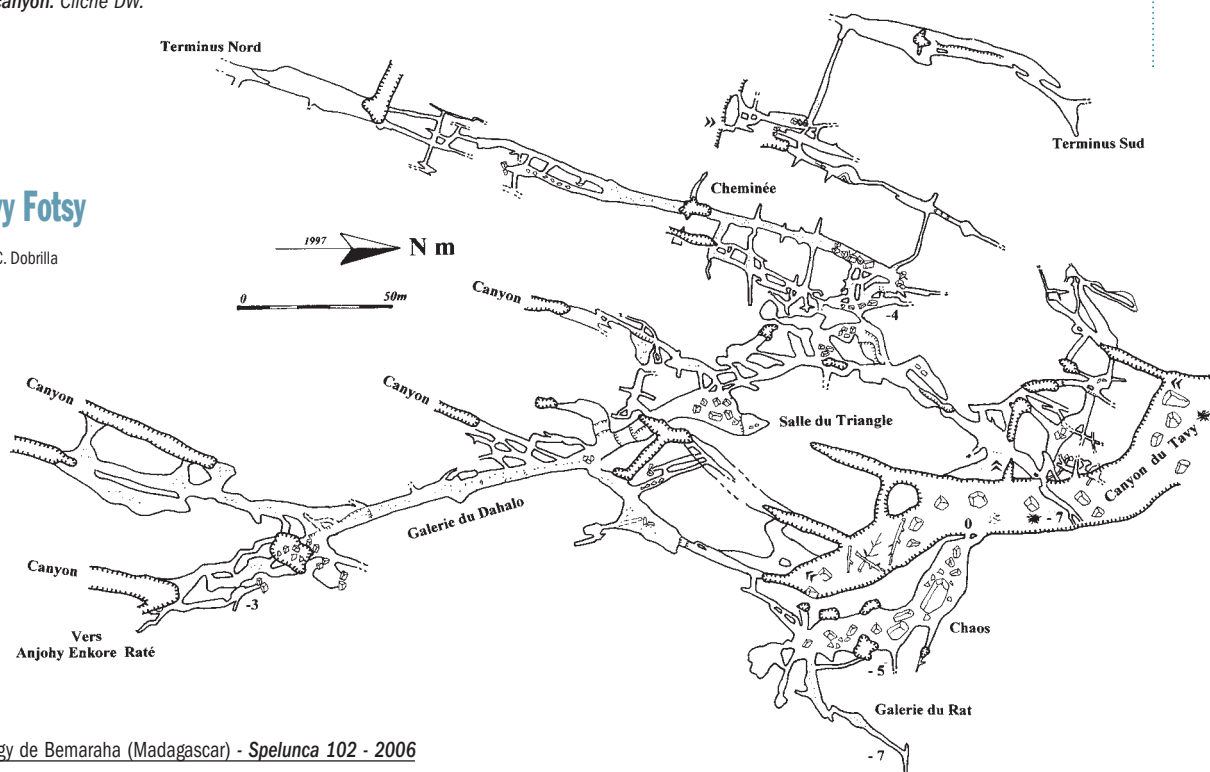 canyon. Cliché DW.
Terminus Nord
Terminus Sud
Cheminée
y Fotsy
C. Dobrilla
1997
N m
0 50m
Canyon
-4
Canyon
Canyon
Salle du Triangle
Canyon du Tavy
Galerie du Dahalo
0
- 7
Canyon
-3
Vers
Anjohy Enkore Raté
Chaos
- 5
Galerie du Rat
- 7
gy de Bemaraha (Madagascar) - Spelunca 102 - 2006